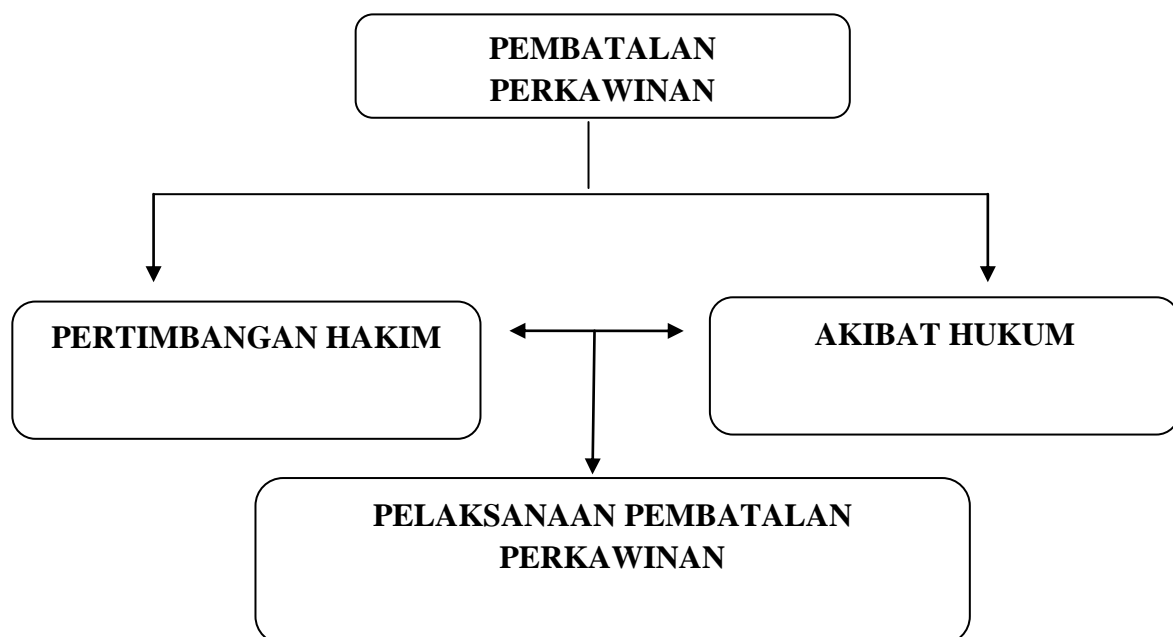 PEMBATALAN
PERKAWINAN
PERTIMBANGAN HAKIM
AKIBAT HUKUM
PELAKSANAAN PEMBATALAN
PERKAWINAN